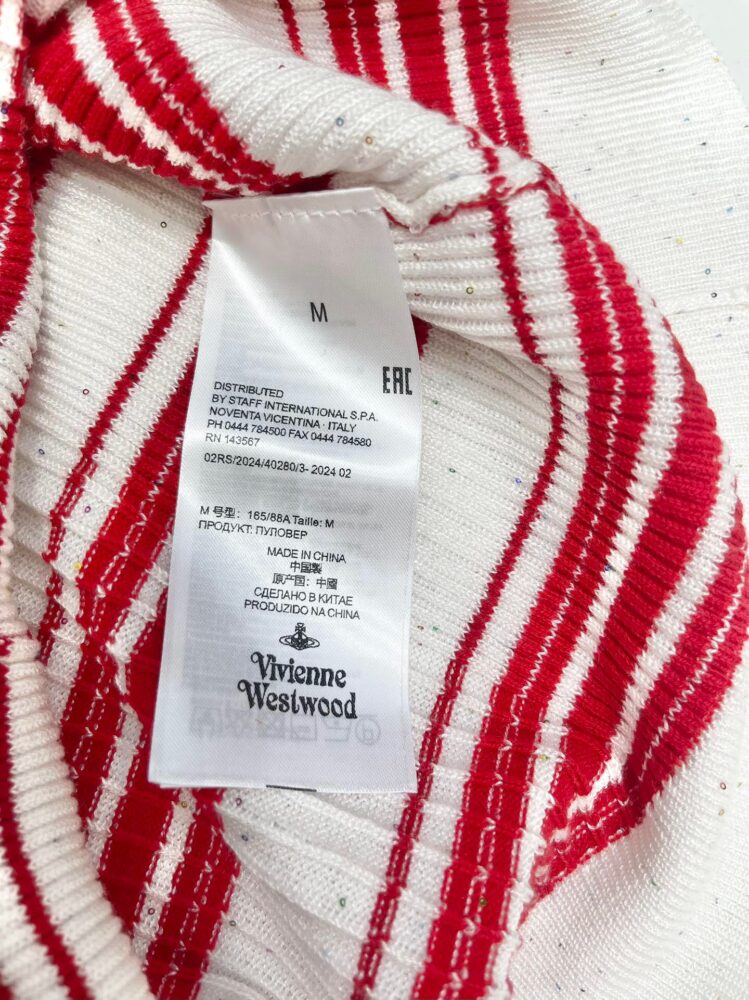 M
EAC
DISTRIBUTED
BY STAFF INTERNATIONAL S.P.A.
NOVENTA VICENTINA · ITALY
PH 0444 784500 FAX 0444 784580
RN 143567
02RS/2024/40280/3- 2024 02
M 号型: 165/88A Taille: M
ПРОДУКТ: ПУЛОВЕР
MADE IN CHINA
中国製
原产国: 中國
СДЕЛАНО В КИТАЕ
PRODUZIDO NA CHINA
Vivienne
Westwood